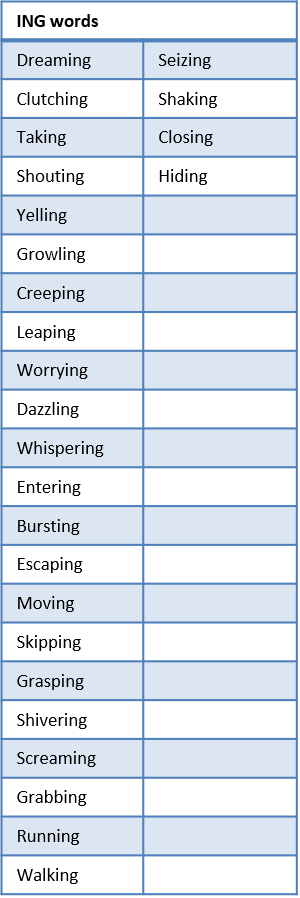 ING words
Dreaming Seizing
Clutching Shaking
Taking Closing
Shouting Hiding
Yelling
Growling
Creeping
Leaping
Worrying
Dazzling
Whispering
Entering
Bursting
Escaping
Moving
Skipping
Grasping
Shivering
Screaming
Grabbing
Running
Walking